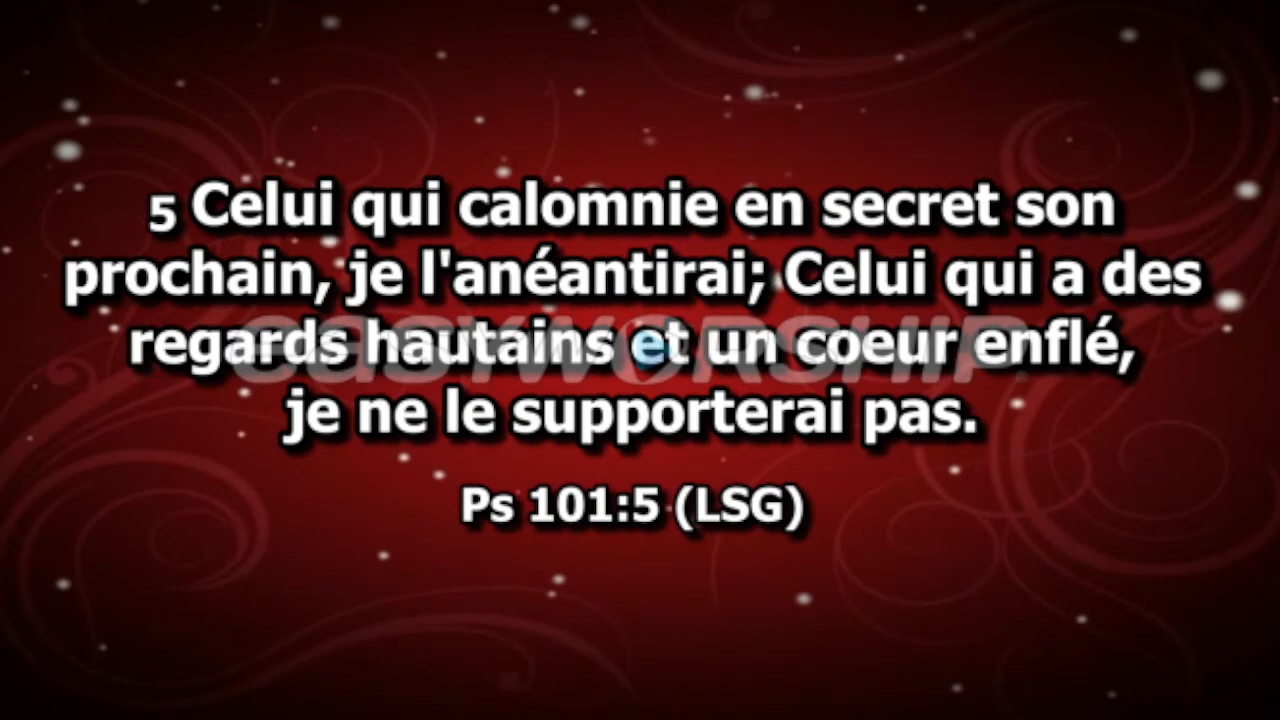 5 Celui qui calomnie en secret son
prochain, je l'anéantirai; Celui qui a des
regards hautains et un coeur enflé,
je ne le supporterai pas.
Ps 101:5 (LSG)
EASYWORSHIP